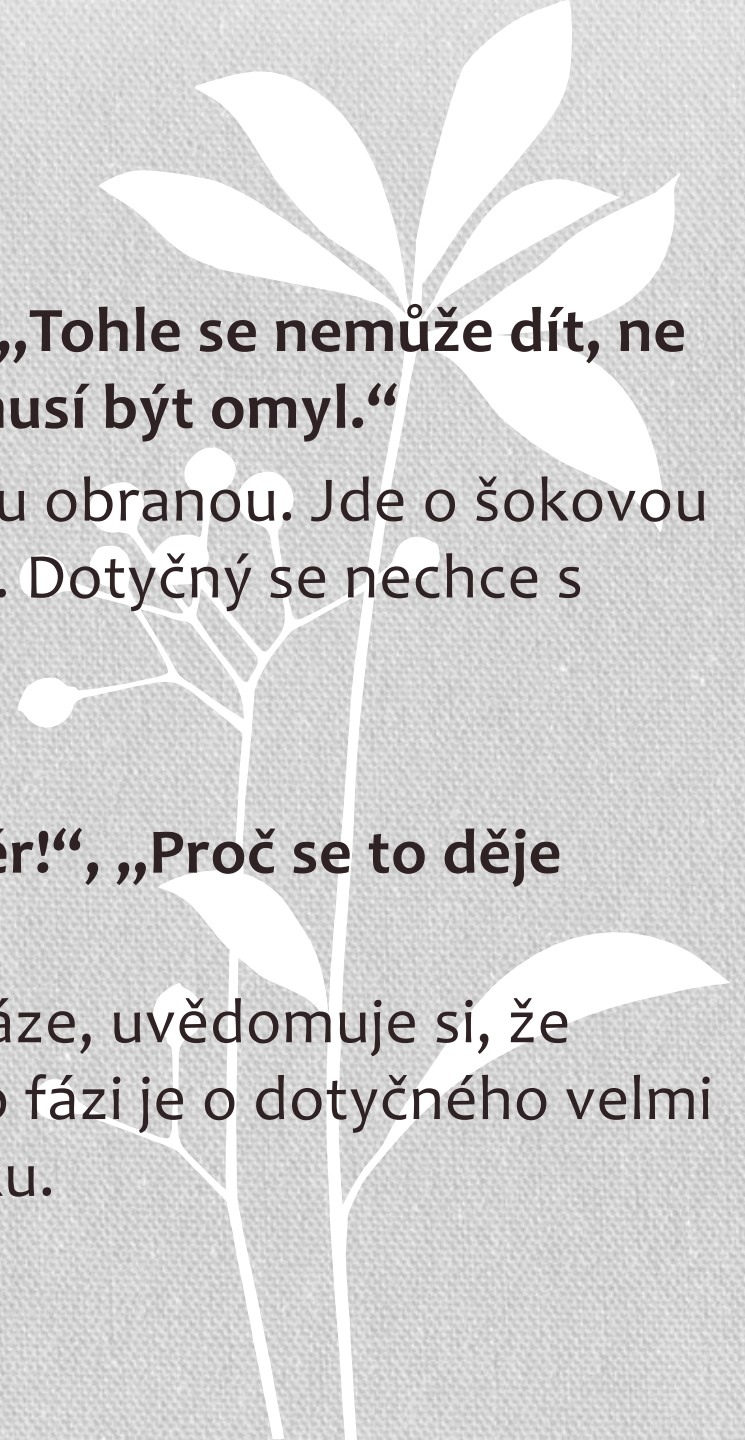 „Tohle se nemůže dít, ne
musí být omyl.“
u obranou. Jde o šokovou
. Dotyčný se nechce s
ěr!“, „Proč se to děje
áze, uvědomuje si, že
o fázi je o dotyčného velmi
u.